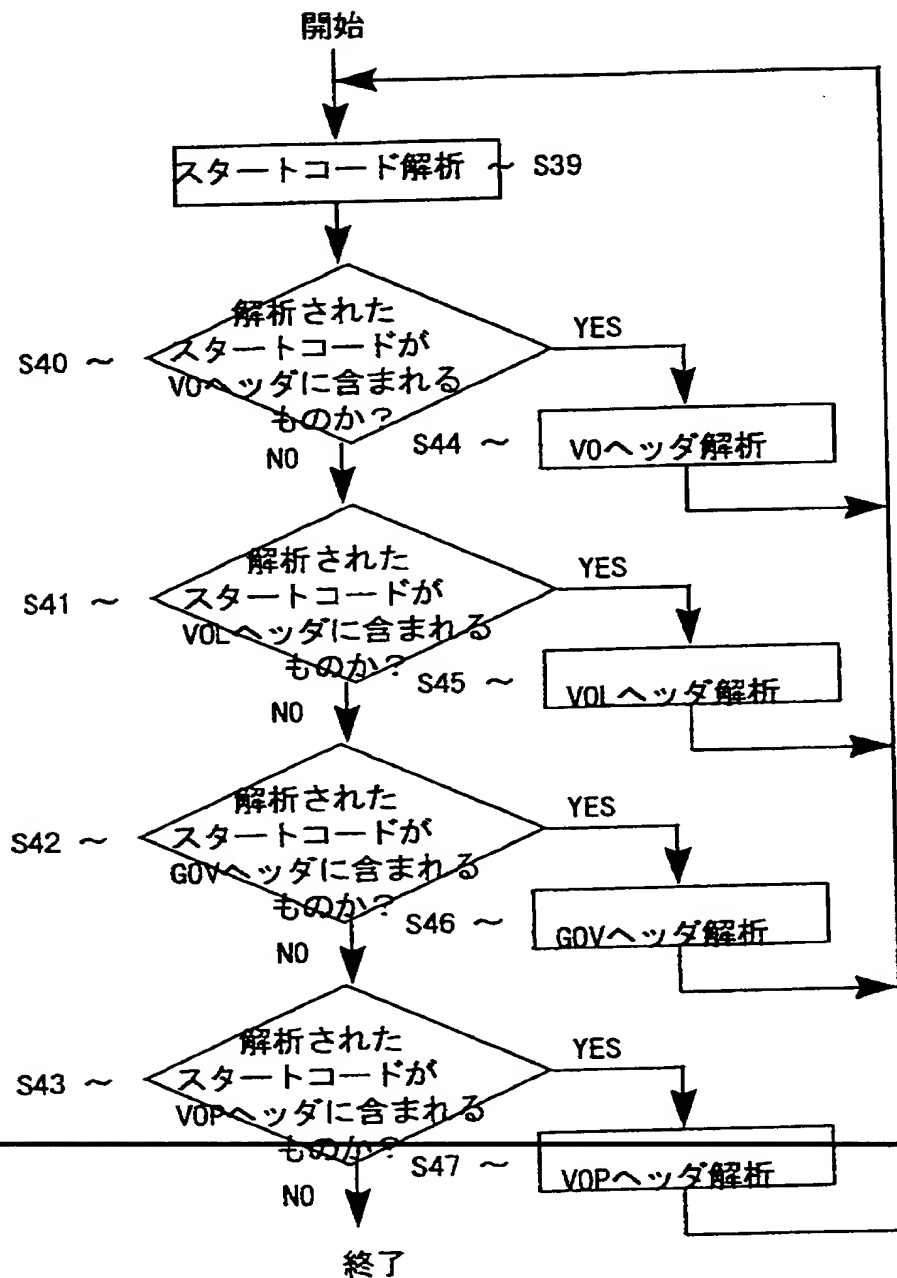 開始
スタートコード解析 ~ S39
解析された
スタートコードが
VOヘッダに含まれる
ものか?
S40 ~
YES
NO
S44 ~
VOヘッダ解析
解析された
スタートコードが
VOLヘッダに含まれる
ものか?
S41 ~
YES
NO
S45 ~
VOLヘッダ解析
解析された
スタートコードが
GOVヘッダに含まれる
ものか?
S42 ~
YES
NO
S46 ~
GOVヘッダ解析
解析された
スタートコードが
VOPヘッダに含まれる
ものか?
S43 ~
YES
NO
S47 ~
VOPヘッダ解析
終了